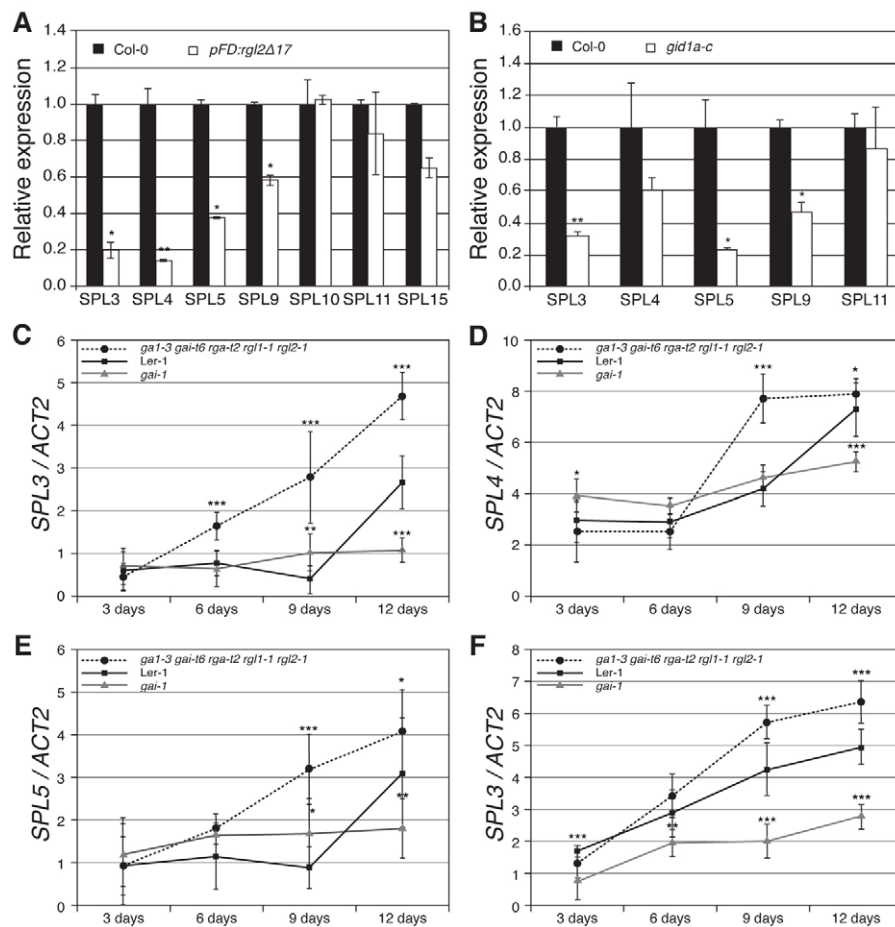 A
Col-0 pFD:rgl2Δ17
Relative expression
1.4
1.2
1.0
0.8
0.6
0.4
0.2
0.0
* ** * *
SPL3 SPL4 SPL5 SPL9 SPL10 SPL11 SPL15
B
Col-0 gid1a-c
Relative expression
1.6
1.4
1.2
1.0
0.8
0.6
0.4
0.2
0.0
** * *
SPL3 SPL4 SPL5 SPL9 SPL11
C
ga1-3 gai-t6 rga-t2 rgl1-1 rgl2-1
Ler-1
gai-1
SPL3 / ACT2
6
5
4
3
2
1
0
*** *** ***
** ***
3 days 6 days 9 days 12 days
D
ga1-3 gai-t6 rga-t2 rgl1-1 rgl2-1
Ler-1
gai-1
SPL4 / ACT2
10
8
6
4
2
0
* *** *
***
3 days 6 days 9 days 12 days
E
ga1-3 gai-t6 rga-t2 rgl1-1 rgl2-1
Ler-1
gai-1
SPL5 / ACT2
6
5
4
3
2
1
0
*** *
* **
3 days 6 days 9 days 12 days
F
ga1-3 gai-t6 rga-t2 rgl1-1 rgl2-1
Ler-1
gai-1
SPL3 / ACT2
8
7
6
5
4
3
2
1
0
*** ***
*** ** *** ***
3 days 6 days 9 days 12 days